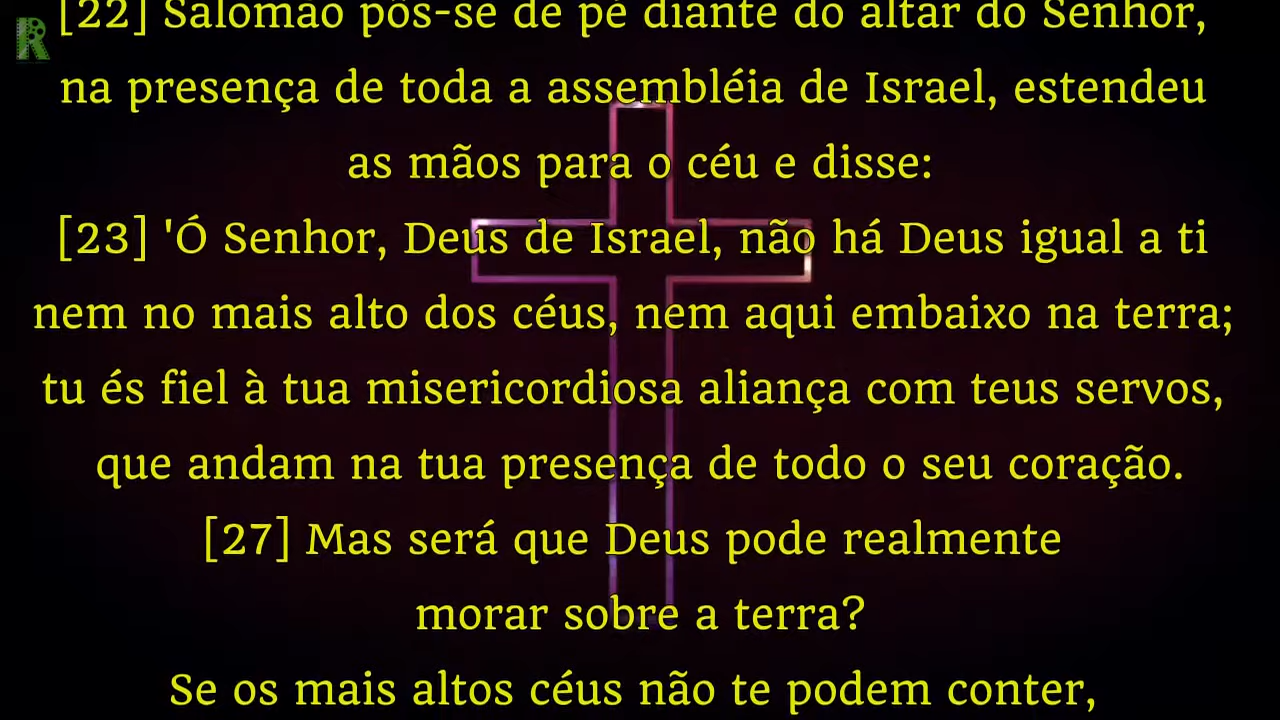 [22] Salomão pôs-se de pé diante do altar do Senhor,
na presença de toda a assembléia de Israel, estendeu
as mãos para o céu e disse:
[23] 'Ó Senhor, Deus de Israel, não há Deus igual a ti
nem no mais alto dos céus, nem aqui embaixo na terra;
tu és fiel à tua misericordiosa aliança com teus servos,
que andam na tua presença de todo o seu coração.
[27] Mas será que Deus pode realmente
morar sobre a terra?
Se os mais altos céus não te podem conter,